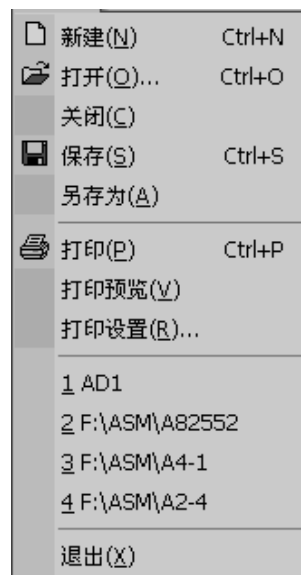 新建(N) Ctrl+N
打开(O)... Ctrl+O
关闭(C)
保存(S) Ctrl+S
另存为(A)
打印(P) Ctrl+P
打印预览(V)
打印设置(R)...
1 AD1
2 F:\ASM\A82552
3 F:\ASM\A4-1
4 F:\ASM\A2-4
退出(X)